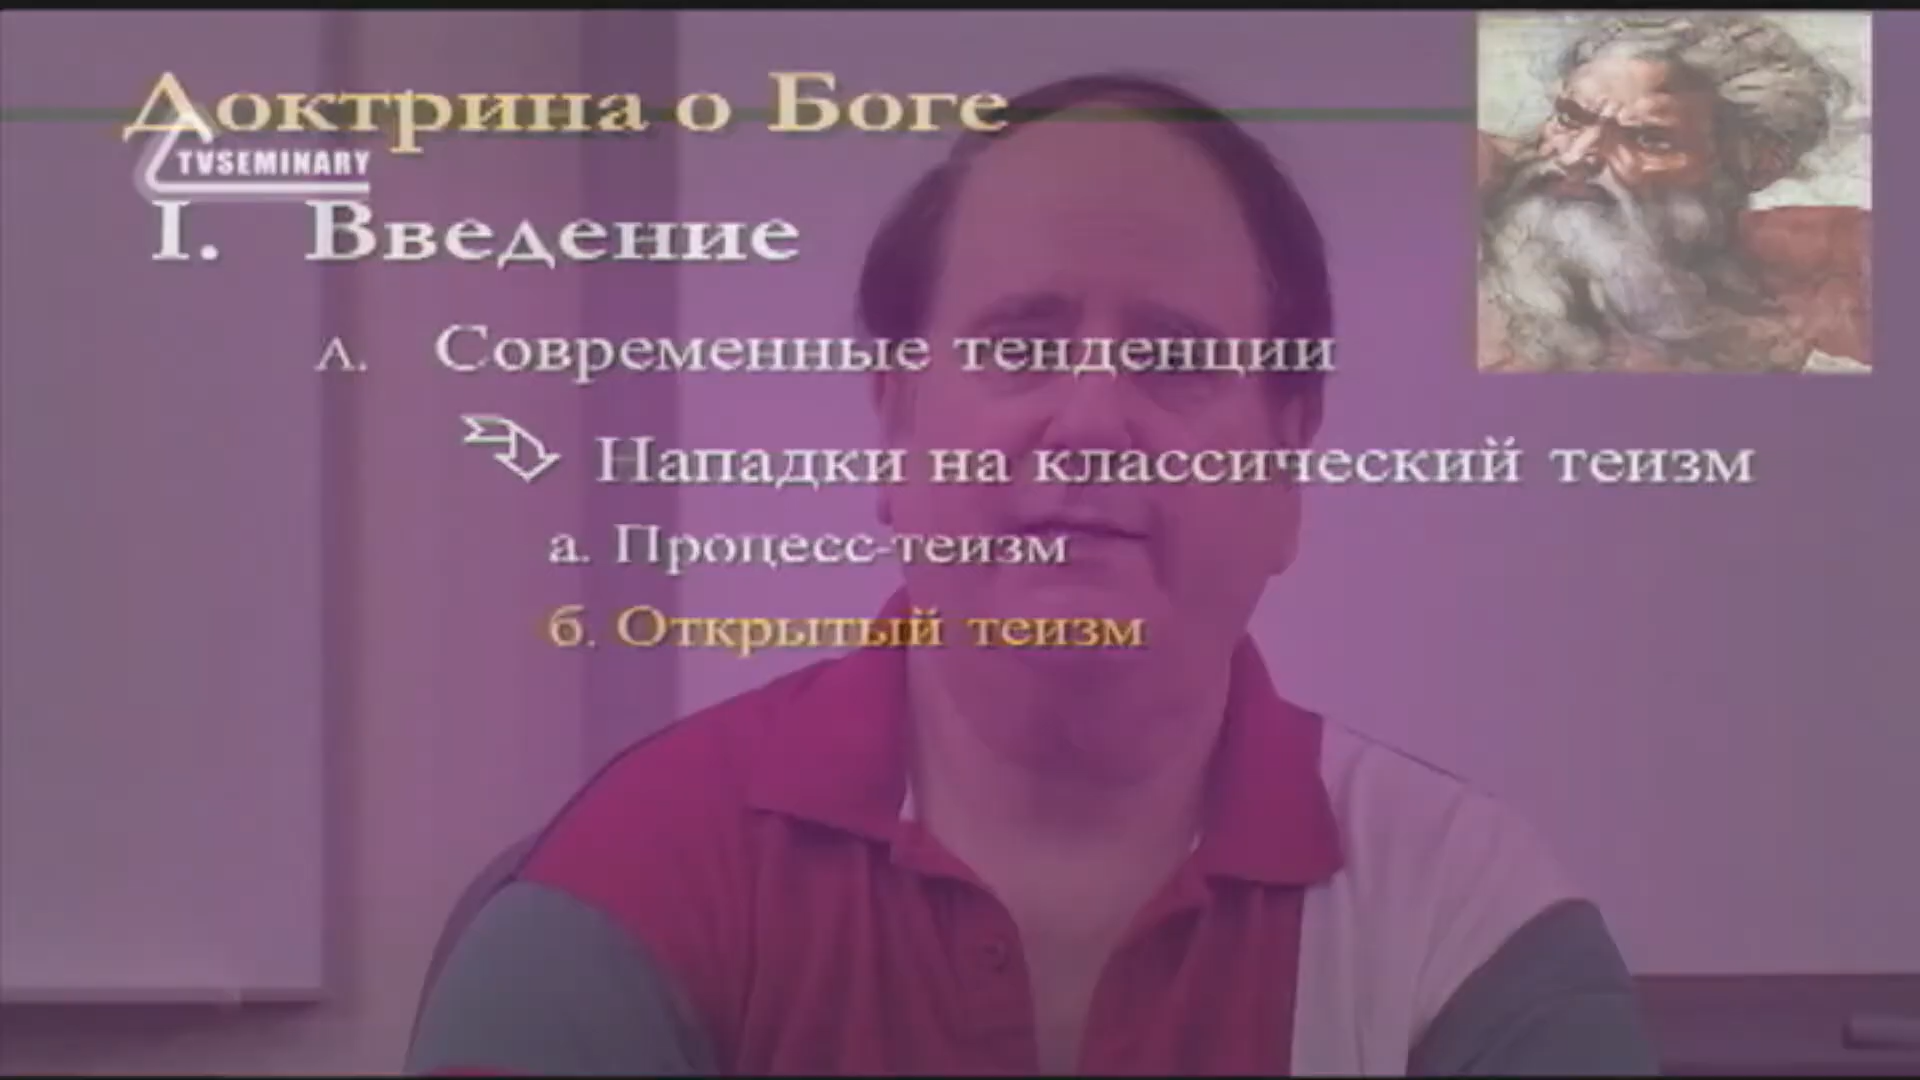 Доктрина о Боге
TVSEMINARY
I. Введение
А. Современные тенденции
Нападки на классический теизм
а. Процесс-теизм
б. Открытый теизм